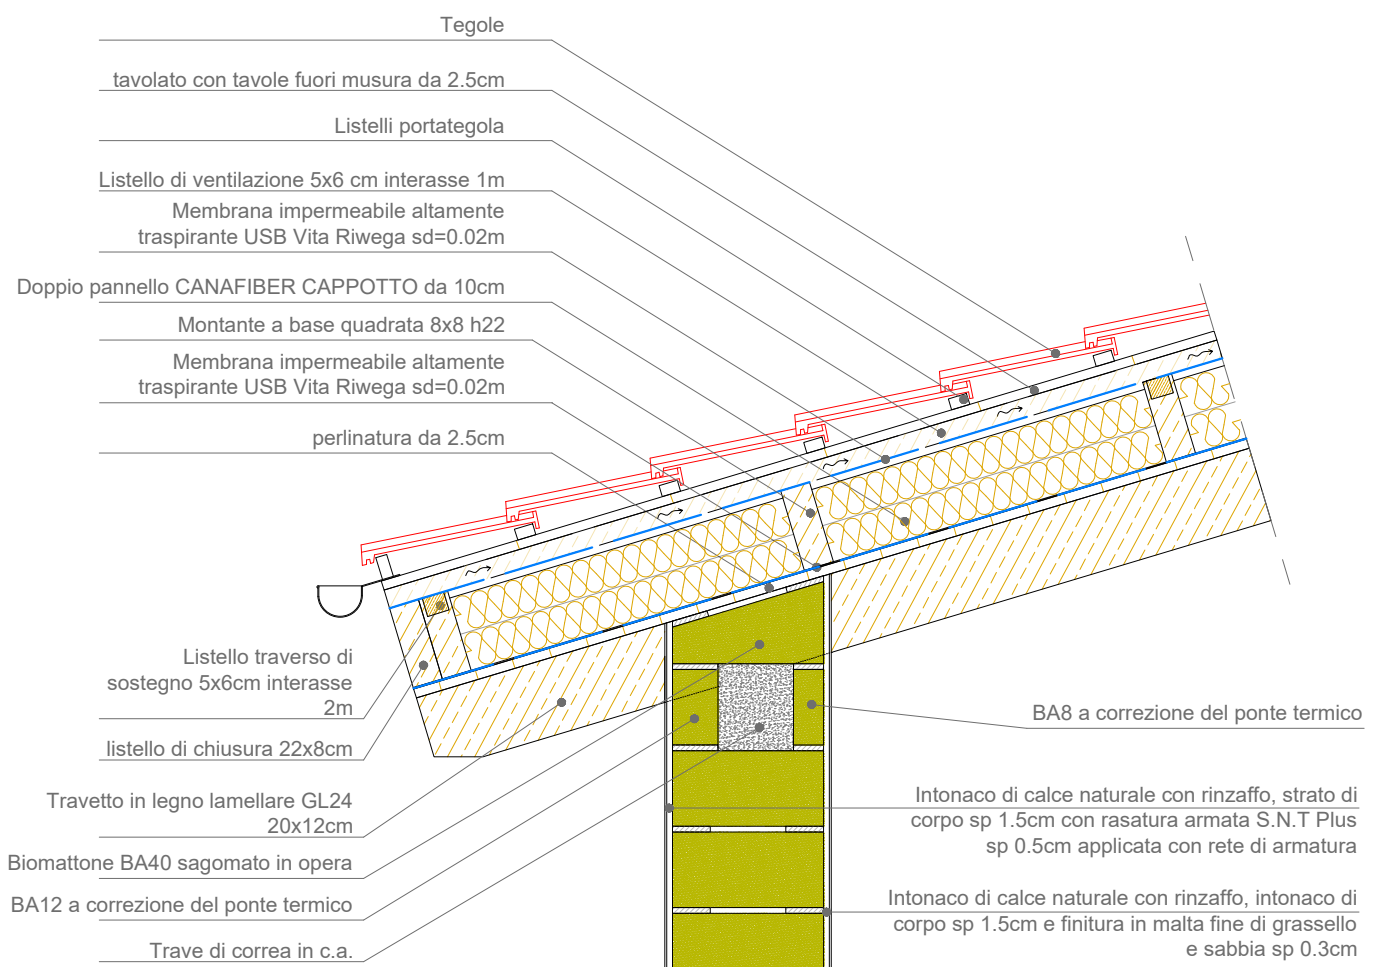 Tegole
tavolato con tavole fuori musura da 2.5cm
Listelli portategola
Listello di ventilazione 5x6 cm interasse 1m
Membrana impermeabile altamente
traspirante USB Vita Riwega sd=0.02m
Doppio pannello CANAFIBER CAPPOTTO da 10cm
Montante a base quadrata 8x8 h22
Membrana impermeabile altamente
traspirante USB Vita Riwega sd=0.02m
perlinatura da 2.5cm
Listello traverso di
sostegno 5x6cm interasse
2m
listello di chiusura 22x8cm
Travetto in legno lamellare GL24
20x12cm
Biomattone BA40 sagomato in opera
BA12 a correzione del ponte termico
Trave di correa in c.a.
BA8 a correzione del ponte termico
Intonaco di calce naturale con rinzaffo, strato di
corpo sp 1.5cm con rasatura armata S.N.T Plus
sp 0.5cm applicata con rete di armatura
Intonaco di calce naturale con rinzaffo, intonaco di
corpo sp 1.5cm e finitura in malta fine di grassello
e sabbia sp 0.3cm